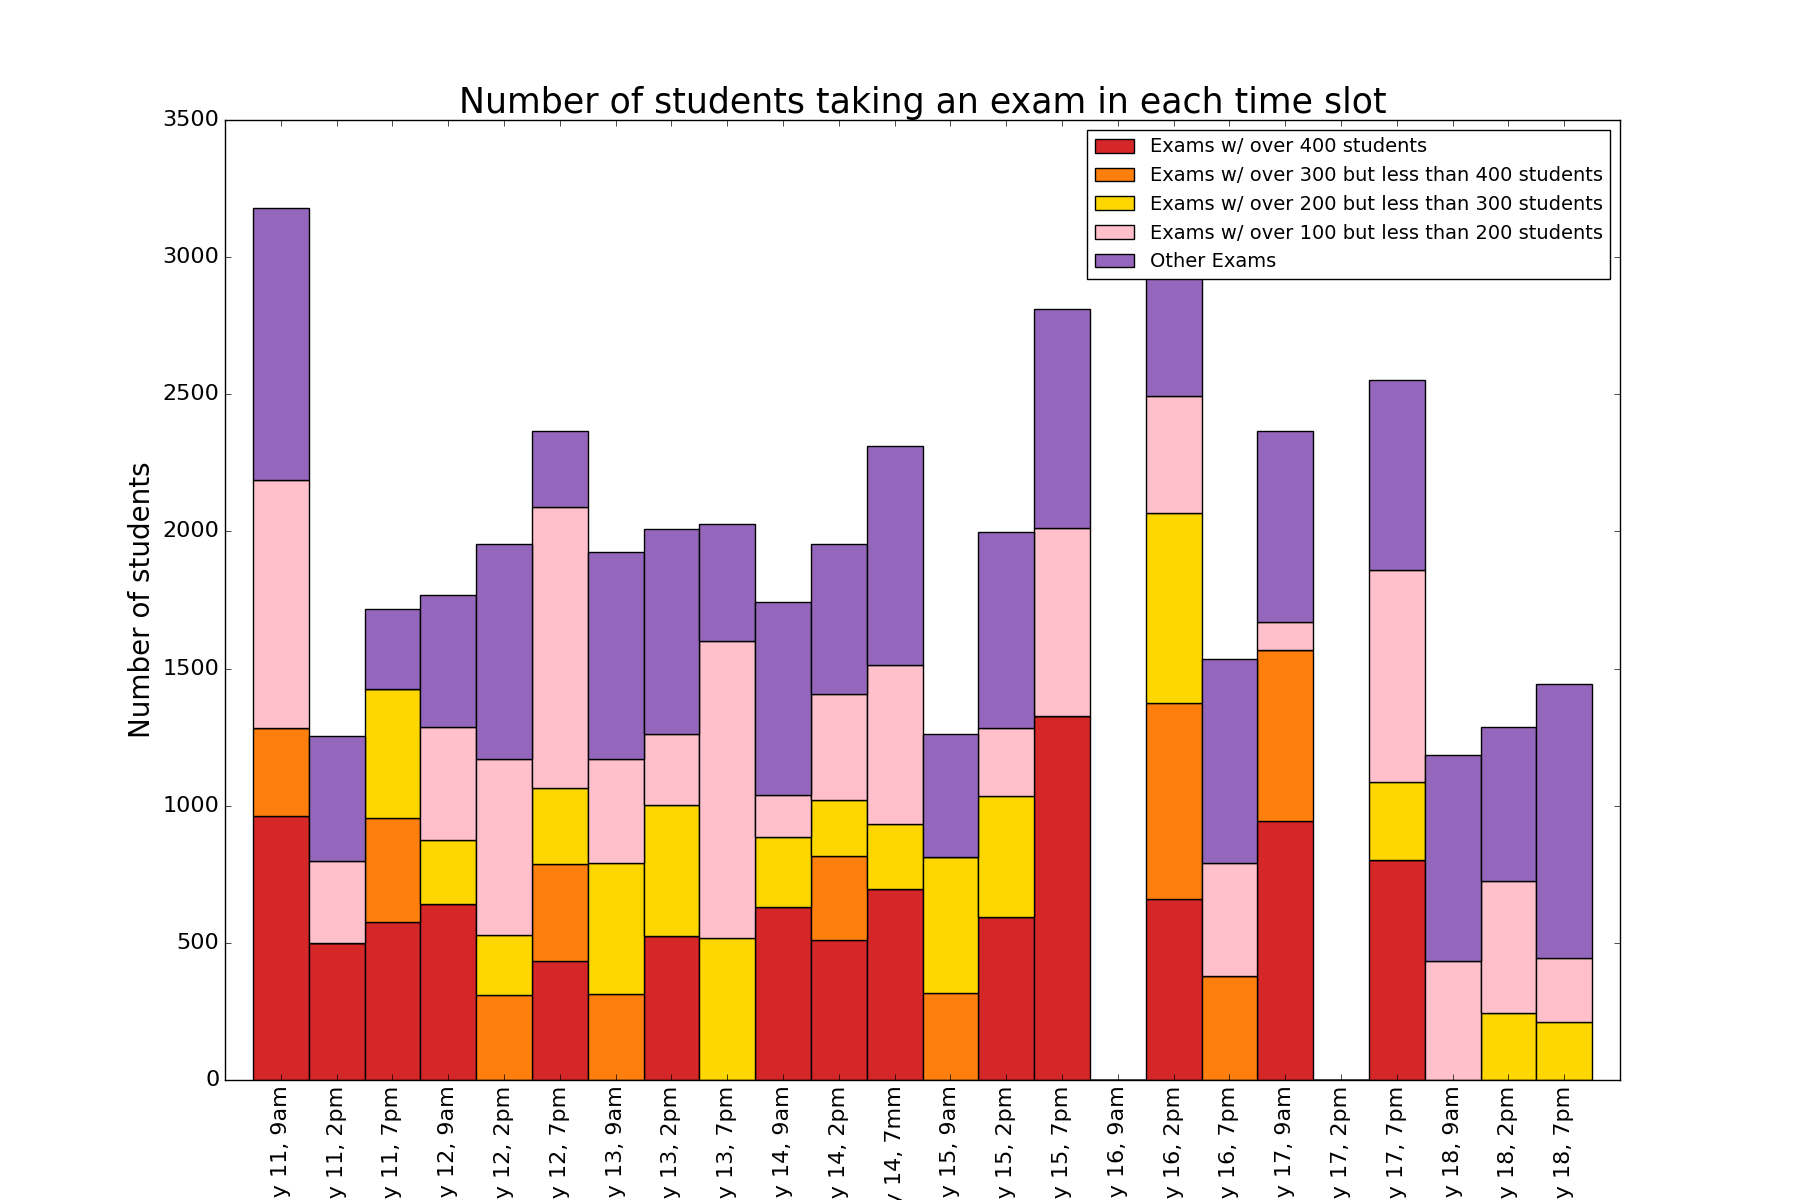 Number of students taking an exam in each time slot
3500
3000
2500
2000
1500
1000
500
0
Number of students
Exams w/ over 400 students
Exams w/ over 300 but less than 400 students
Exams w/ over 200 but less than 300 students
Exams w/ over 100 but less than 200 students
Other Exams
y 11, 9am
y 11, 2pm
y 11, 7pm
y 12, 9am
y 12, 2pm
y 12, 7pm
y 13, 9am
y 13, 2pm
y 13, 7pm
y 14, 9am
y 14, 2pm
y 14, 7mm
y 15, 9am
y 15, 2pm
y 15, 7pm
y 16, 9am
y 16, 2pm
y 16, 7pm
y 17, 9am
y 17, 2pm
y 17, 7pm
y 18, 9am
y 18, 2pm
y 18, 7pm